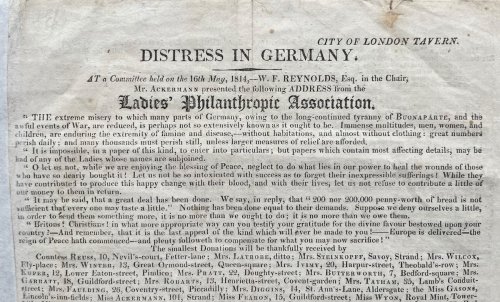 CITY OF LONDON TAVERN.
DISTRESS IN GERMANY.
AT a Committee held on the 16th May, 1814,—W. F. REYNOLDS, Esq. in the Chair,
Mr. ACKERMANN presented the following ADDRESS from the
Ladies' Philanthropic Association.
"THE extreme misery to which many parts of Germany, owing to the long-continued tyranny of BUONAPARTE, and the
awful events of War, are reduced, is perhaps not so extensively known as it ought to be. Immense multitudes, men, women, and
children, are enduring the extremity of famine and disease,—without habitations, and almost without clothing: great numbers
perish daily; and many thousands must perish still, unless larger measures of relief are afforded.
"It is impossible, in a paper of this kind, to enter into particulars; but papers which contain most affecting details, may be
had of any of the Ladies whose names are subjoined.
"O let us not, while we are enjoying the blessing of Peace, neglect to do what lies in our power to heal the wounds of those
who have so dearly bought it! Let us not be so intoxicated with success as to forget their inexpressible sufferings! While they
have contributed to produce this happy change with their blood, and with their lives, let us not refuse to contribute a little of
our money to them in return.
"It may be said, that a great deal has been done. We say, in reply, that "200,000 penny-worth of bread is not
sufficient that every one may taste a little." Nothing has been done equal to their demands. Suppose we deny ourselves a little,
in order to send them something more, it is no more than we ought to do; it is no more than we owe them.
"Britons! Christians! in what more appropriate way can you testify your gratitude for the divine favour bestowed upon your
country!—And remember, that it is the last appeal of the kind which will ever be made to you!—Europe is delivered—the
reign of Peace hath commenced—and plenty followeth to compensate for what you may now sacrifice!"
The smallest Donations will be thankfully received by
Countess REUSS, 10, Nevil's-court, Fetter-lane; Mrs. LATROBE, ditto; Mrs. STEINKOPFF, Savoy, Strand; Mrs. WILCOX,
Ely-place; Mrs. WESTER, 13, Great Ormond-street, Queen-square; Mrs. IVIKY, 20, Harpur-street, Theobald's-row; Mrs.
KUPER, 12, Lower Eaton-street, Pimlico; Mrs. PRATT, 22, Doughty-street; Mrs. BUTTERWORTH, 7, Bedford-square; Mrs.
GARRATT, 18, Guildford-street; Mrs. ROBARTS, 13, Henrietta-street, Covent-garden; Mrs. TATHAM, 35, Lamb's Conduit-
street; Mrs. FAULDING, 28, Coventry-street, Piccadilly; Mrs. DIGGINS, 34, St. Ann's-Lane, Aldersgate; the Miss GASONS,
Lincoln's-inn-fields; Miss ACKERMANN, 101, Strand; Miss FEARON, 15, Guildford-street; Miss WYON, Royal Mint, Tower-